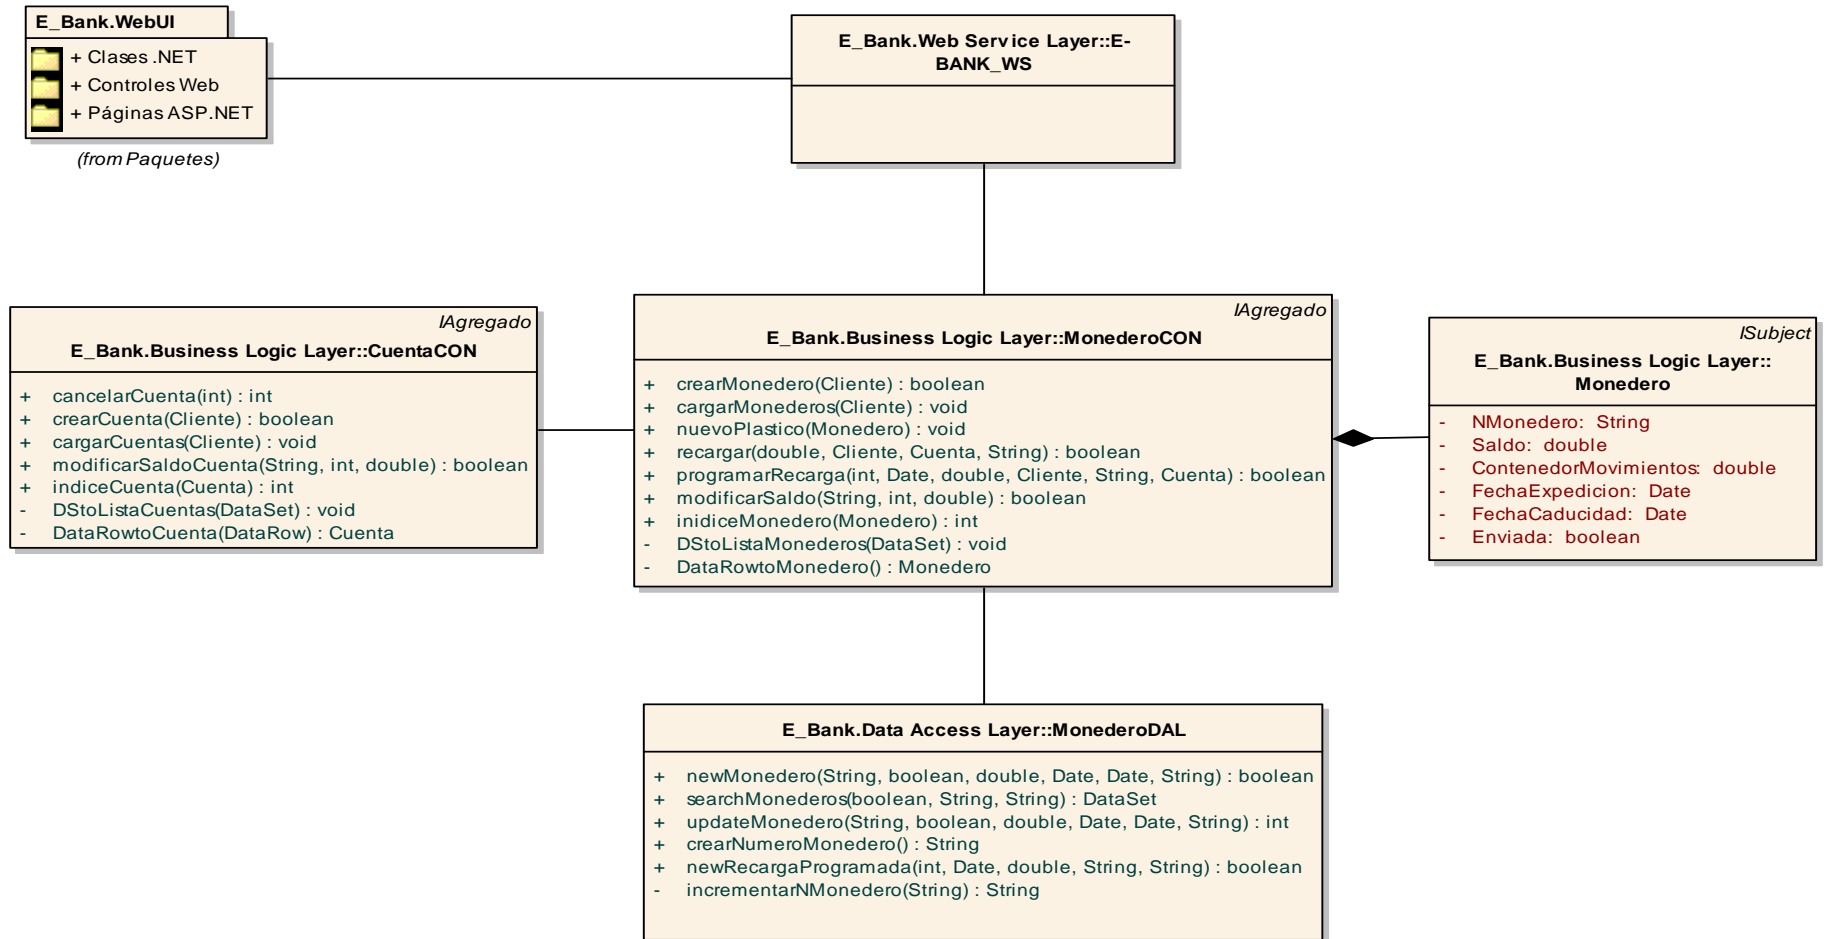 E_Bank.WebUI
+ Clases .NET
+ Controles Web
+ Páginas ASP.NET
(from Paquetes)
E_Bank.Web Service Layer::E-
BANK_WS
IAgregado
E_Bank.Business Logic Layer::CuentaCON
+ cancelarCuenta(int) : int
+ crearCuenta(Cliente) : boolean
+ cargarCuentas(Cliente) : void
+ modificarSaldoCuenta(String, int, double) : boolean
+ indiceCuenta(Cuenta) : int
- DStoListaCuentas(DataSet) : void
- DataRowtoCuenta(DataRow) : Cuenta
IAgregado
E_Bank.Business Logic Layer::MonederoCON
+ crearMonedero(Cliente) : boolean
+ cargarMonederos(Cliente) : void
+ nuevoPlastico(Monedero) : void
+ recargar(double, Cliente, Cuenta, String) : boolean
+ programarRecarga(int, Date, double, Cliente, String, Cuenta) : boolean
+ modificarSaldo(String, int, double) : boolean
+ inidiceMonedero(Monedero) : int
- DStoListaMonederos(DataSet) : void
- DataRowtoMonedero() : Monedero
ISubject
E_Bank.Business Logic Layer::
Monedero
- NMonedero: String
- Saldo: double
- ContenedorMovimientos: double
- FechaExpedicion: Date
- FechaCaducidad: Date
- Enviada: boolean
E_Bank.Data Access Layer::MonederoDAL
+ newMonedero(String, boolean, double, Date, Date, String) : boolean
+ searchMonederos(boolean, String, String) : DataSet
+ updateMonedero(String, boolean, double, Date, Date, String) : int
+ crearNumeroMonedero() : String
+ newRecargaProgramada(int, Date, double, String, String) : boolean
- incrementarNMonedero(String) : String